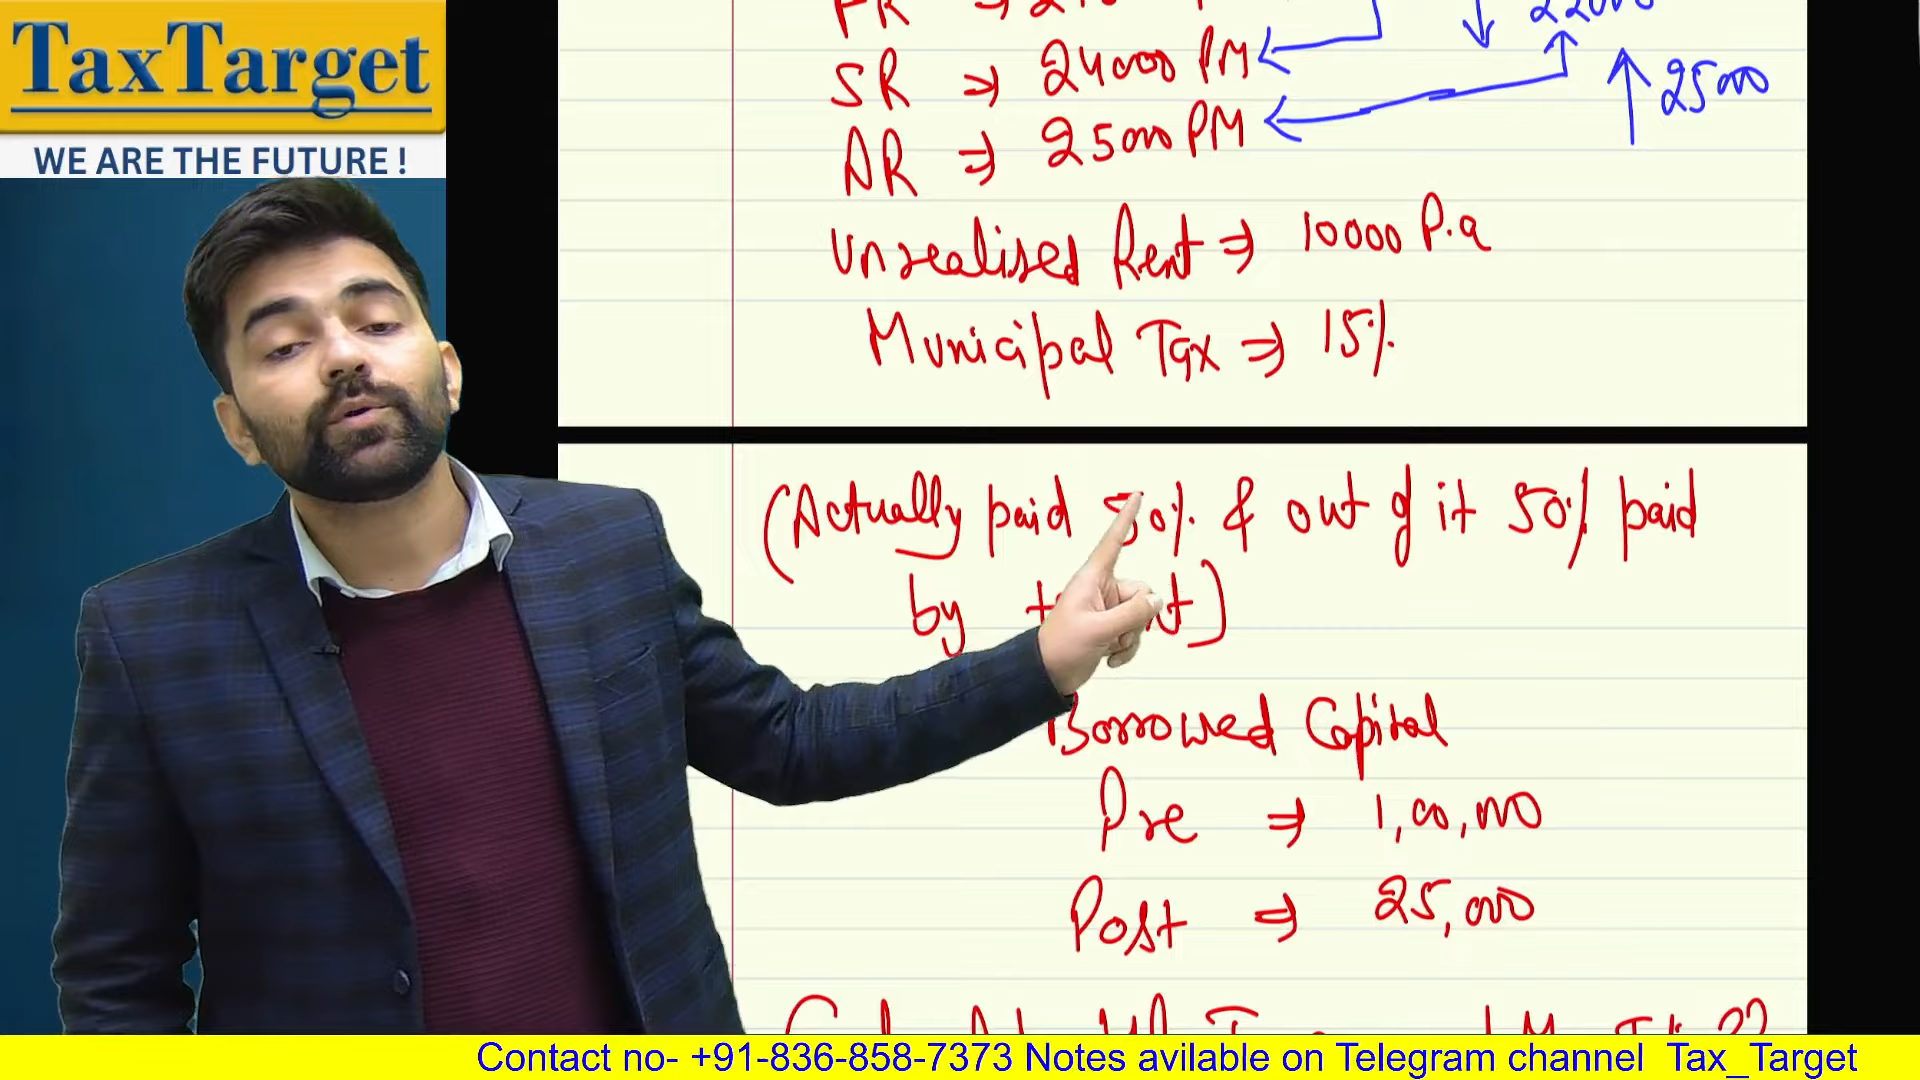 TaxTarget
WE ARE THE FUTURE !
SR ⇒ 24000 PM
25000
AR ⇒ 25000 PM
Unrealised Rent ⇒ 10000 P.a
Municipal Tax ⇒ 15%
(Actually paid 50% & out of it 50% paid
by
Borrowed Capital
Pre ⇒ 1,00,000
Post ⇒ 25,000
Contact no- +91-836-858-7373 Notes avilable on Telegram channel Tax_Target